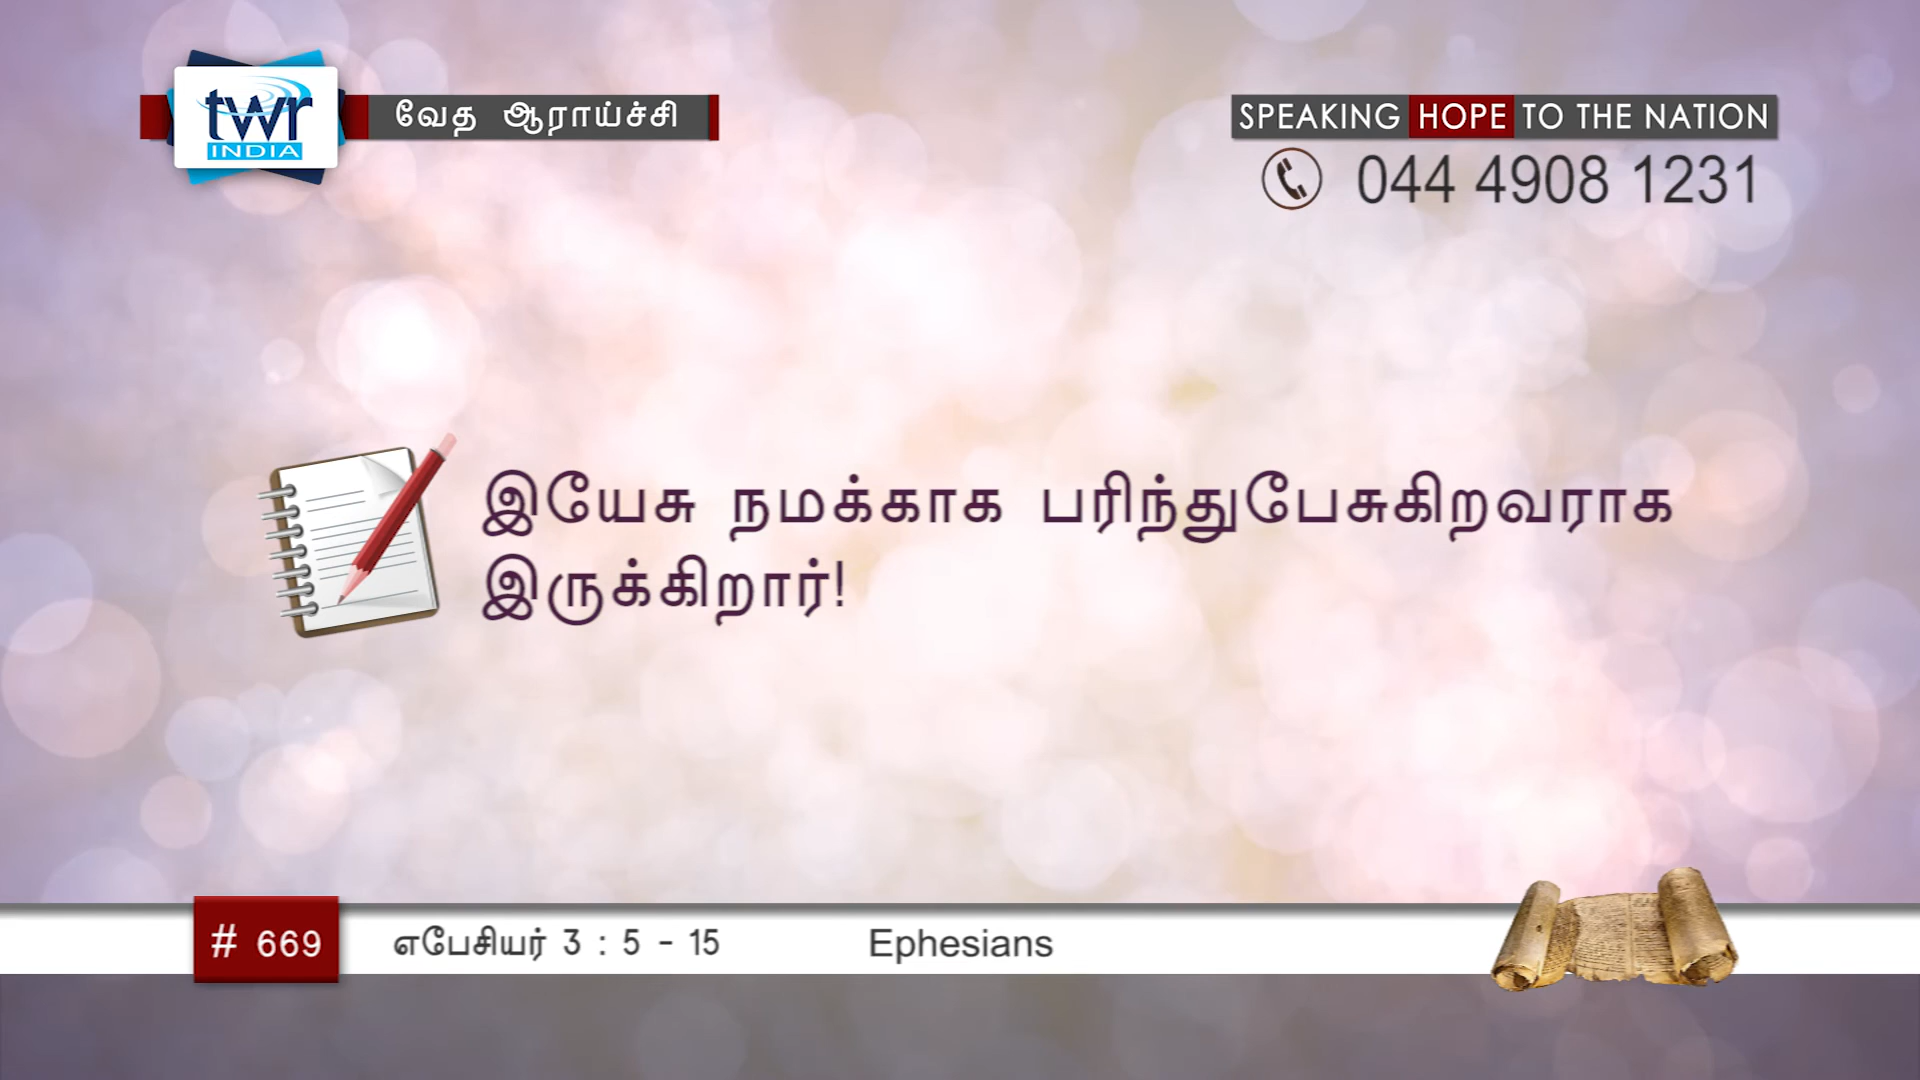 twr
INDIA
வேத ஆராய்ச்சி
SPEAKING HOPE TO THE NATION
044 4908 1231
இயேசு நமக்காக பரிந்துபேசுகிறவராக
இருக்கிறார்!
# 669
எபேசியர் 3 : 5 - 15
Ephesians